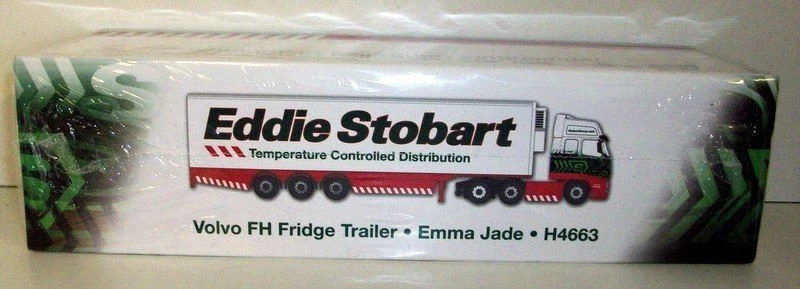 Eddie Stobart
Temperature Controlled Distribution
Volvo FH Fridge Trailer • Emma Jade • H4663